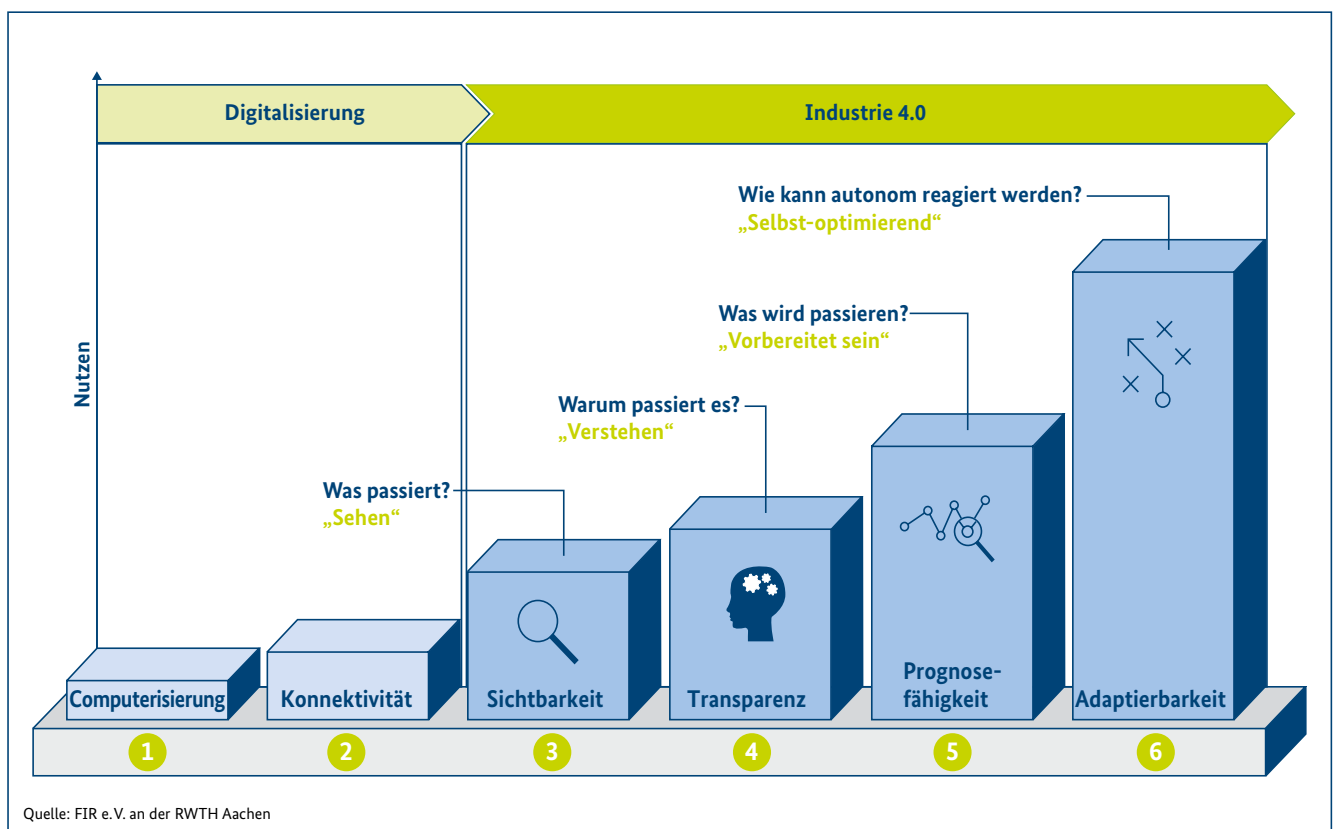 Digitalisierung
Industrie 4.0
Nutzen
Wie kann autonom reagiert werden?
„Selbst-optimierend“
Was wird passieren?
„Vorbereitet sein“
Warum passiert es?
„Verstehen“
Was passiert?
„Sehen“
Computerisierung
Konnektivität
Sichtbarkeit
Transparenz
Prognose-
fähigkeit
Adaptierbarkeit
1
2
3
4
5
6
Quelle: FIR e. V. an der RWTH Aachen